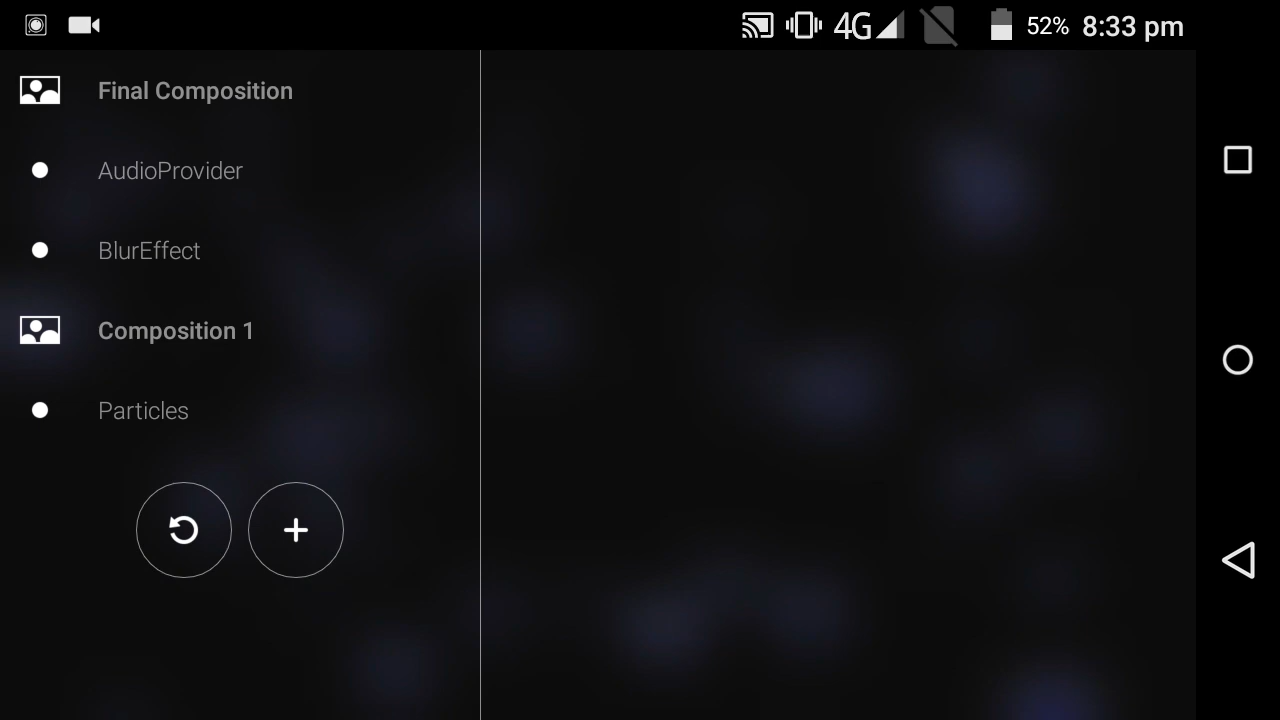 4G 52% 8:33 pm
Final Composition
AudioProvider
BlurEffect
Composition 1
Particles